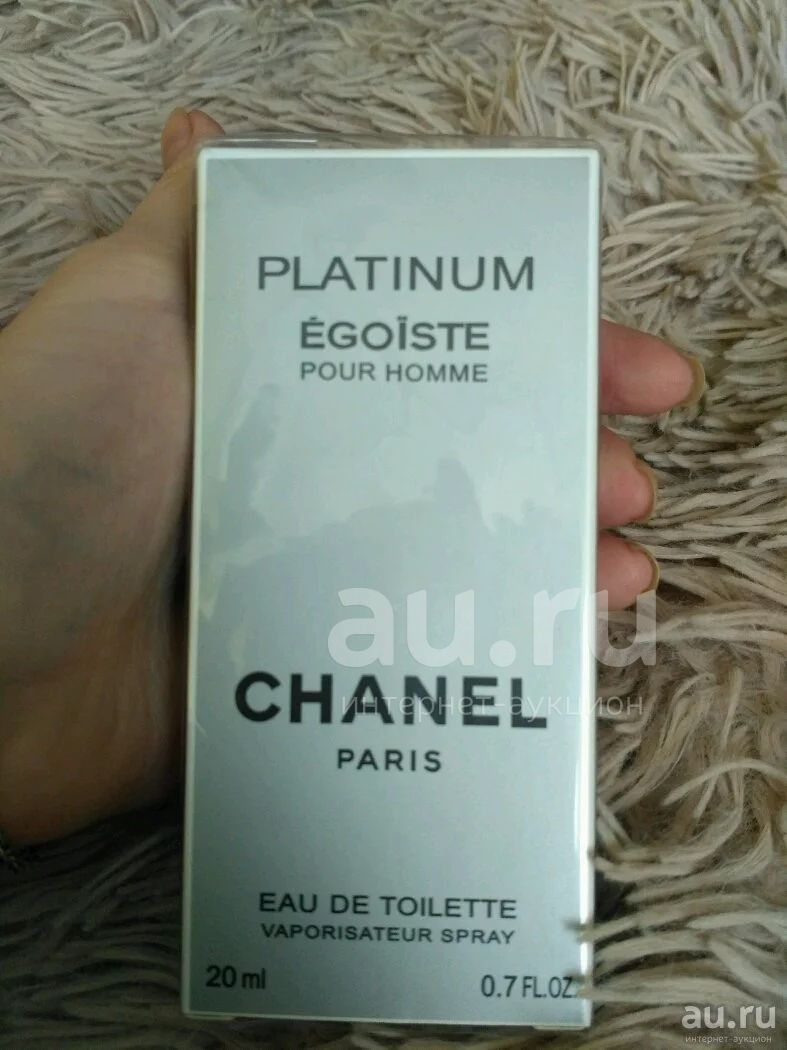 PLATINUM
ÉGOÏSTE
POUR HOMME
au.ru
интернет-аукцион
CHANEL
PARIS
EAU DE TOILETTE
VAPORISATEUR SPRAY
20 ml 0.7 FL.OZ.
au.ru
интернет-аукцион